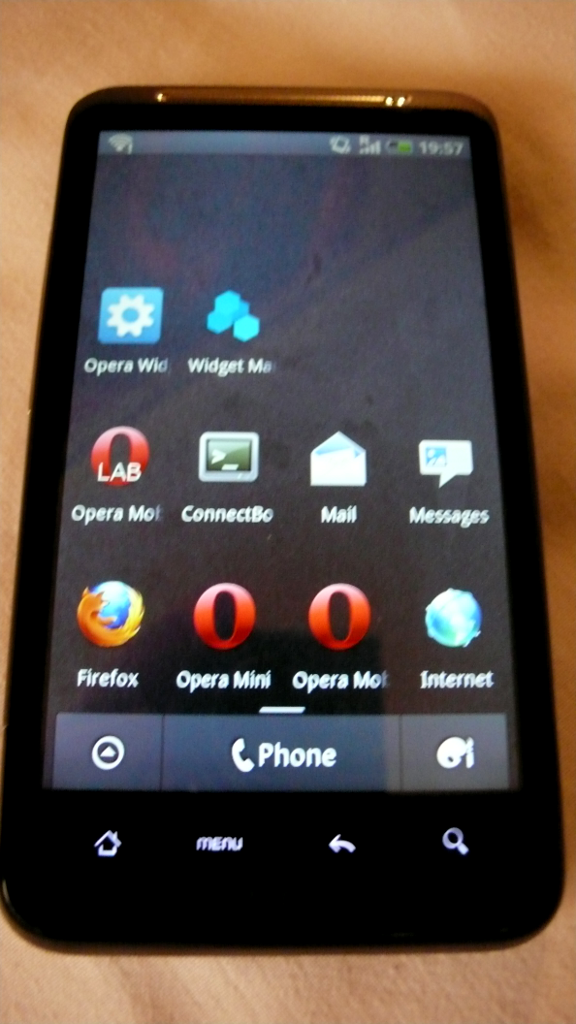 19:57
Opera Wid Widget Ma
LAB
Opera Mo ConnectBo Mail Messages
Firefox Opera Mini Opera Mo Internet
Phone
menu